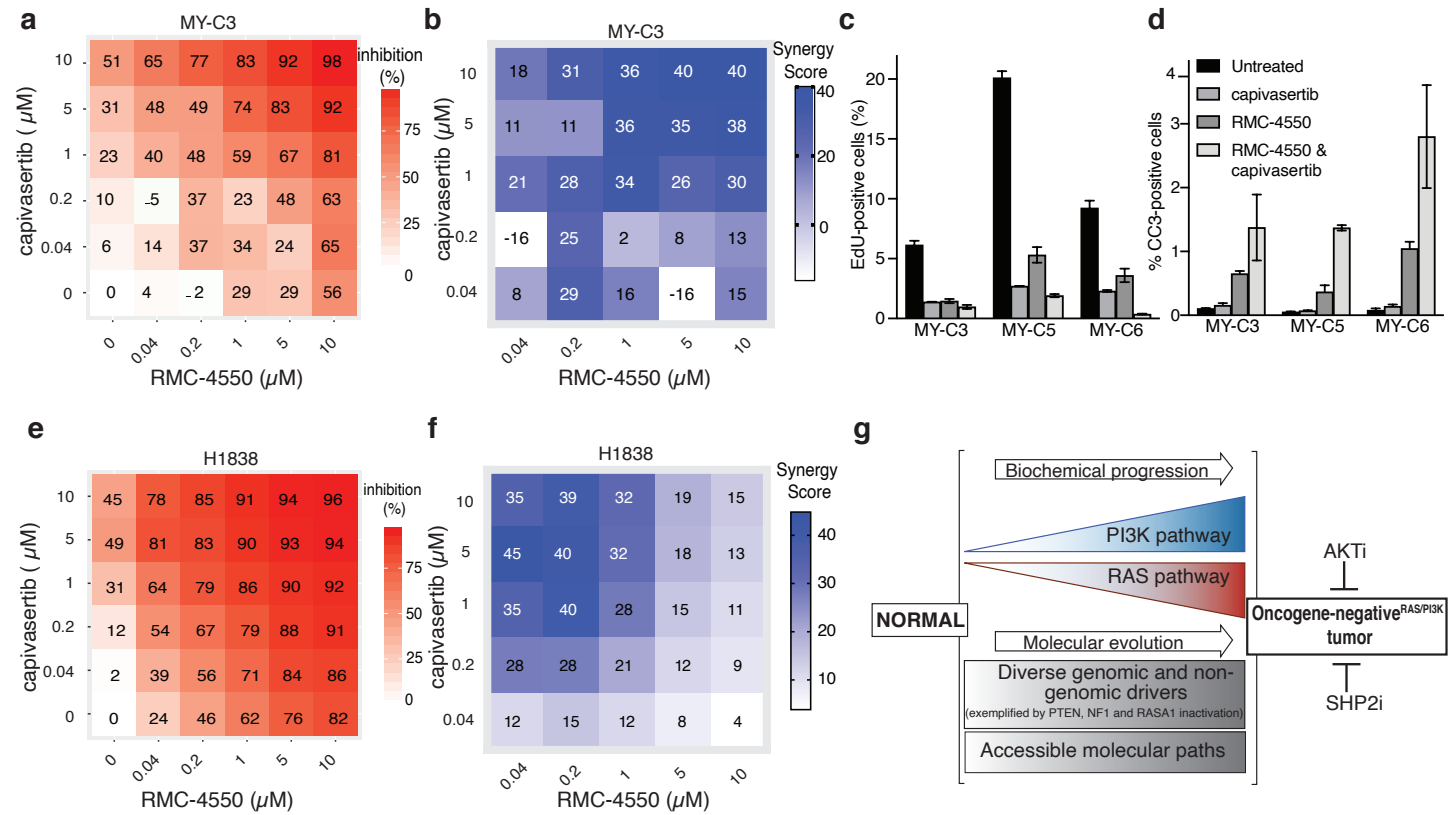 a
MY-C3
capivasertib ( µM)
10 51 65 77 83 92 98
5 31 48 49 74 83 92
1 23 40 48 59 67 81
0.2 10 -5 37 23 48 63
0.04 6 14 37 34 24 65
0 0 4 -2 29 29 56
0 0.04 0.2 1 5 10
RMC-4550 (µM)
inhibition
(%)
75
50
25
0
b
MY-C3
capivasertib (µM)
10 18 31 36 40 40
5 11 11 36 35 38
1 21 28 34 26 30
0.2 -16 25 2 8 13
0.04 8 29 16 -16 15
0.04 0.2 1 5 10
RMC-4550 (µM)
Synergy
Score
40
20
0
c
EdU-positive cells (%)
20
15
10
5
0
MY-C3 MY-C5 MY-C6
d
% CC3-positive cells
4
3
2
1
0
Untreated
capivasertib
RMC-4550
RMC-4550 &
capivasertib
MY-C3 MY-C5 MY-C6
e
H1838
capivasertib ( µM)
10 45 78 85 91 94 96
5 49 81 83 90 93 94
1 31 64 79 86 90 92
0.2 12 54 67 79 88 91
0.04 2 39 56 71 84 86
0 0 24 46 62 76 82
0 0.04 0.2 1 5 10
RMC-4550 (µM)
inhibition
(%)
75
50
25
0
f
H1838
capivasertib (µM)
10 35 39 32 19 15
5 45 40 32 18 13
1 35 40 28 15 11
0.2 28 28 21 12 9
0.04 12 15 12 8 4
0.04 0.2 1 5 10
RMC-4550 (µM)
Synergy
Score
40
30
20
10
g
Biochemical progression
PI3K pathway
RAS pathway
NORMAL
Molecular evolution
Diverse genomic and non-
genomic drivers
(exemplified by PTEN, NF1 and RASA1 inactivation)
Accessible molecular paths
AKTi
Oncogene-negativeRAS/PI3K
tumor
SHP2i